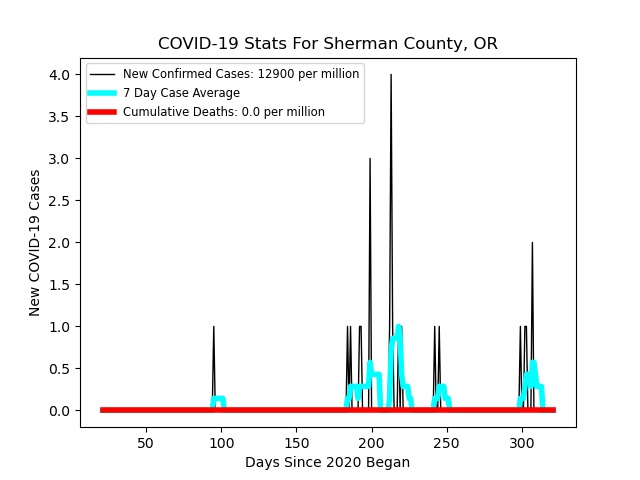 COVID-19 Stats For Sherman County, OR
New Confirmed Cases: 12900 per million
7 Day Case Average
Cumulative Deaths: 0.0 per million
4.0
3.5
3.0
2.5
2.0
1.5
1.0
0.5
0.0
New COVID-19 Cases
50 100 150 200 250 300
Days Since 2020 Began